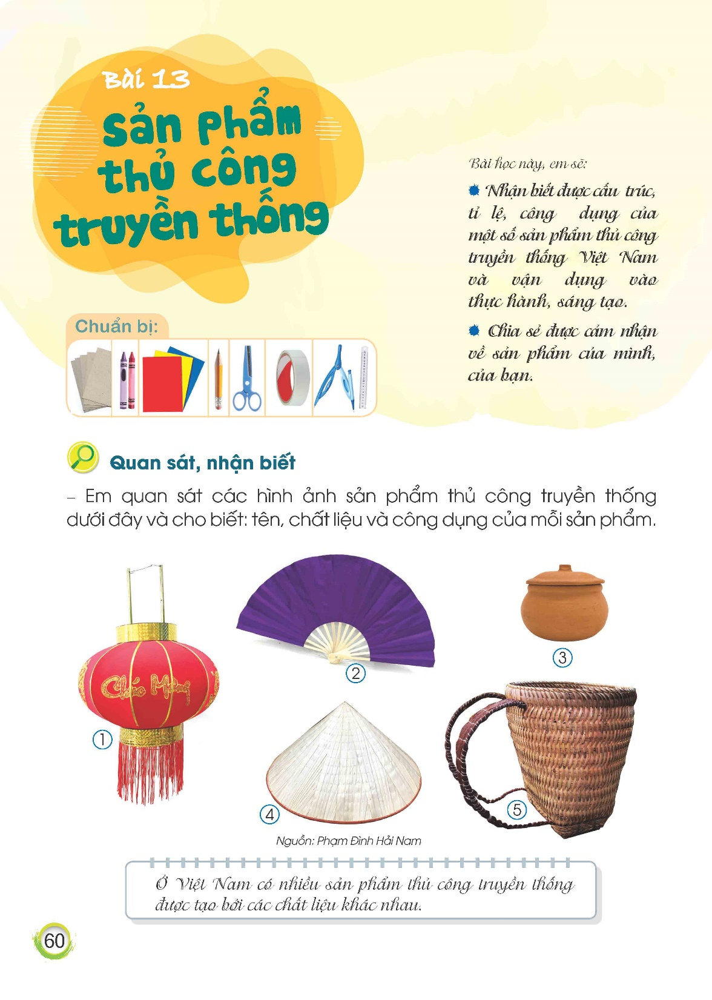 Bài 13
Sản phẩm
thủ công
truyền thống
Bài học này, em sẽ:
Nhận biết được cấu trúc,
tỉ lệ, công dụng của
một số sản phẩm thủ công
truyền thống Việt Nam
và vận dụng vào
thực hành, sáng tạo.
Chia sẻ được cảm nhận
về sản phẩm của mình,
của bạn.
Chuẩn bị:
Quan sát, nhận biết
– Em quan sát các hình ảnh sản phẩm thủ công truyền thống
dưới đây và cho biết: tên, chất liệu và công dụng của mỗi sản phẩm.
Chúc Mừng
1
2
3
4
5
Nguồn: Phạm Đình Hải Nam
Ở Việt Nam có nhiều sản phẩm thủ công truyền thống
được tạo bởi các chất liệu khác nhau.
60